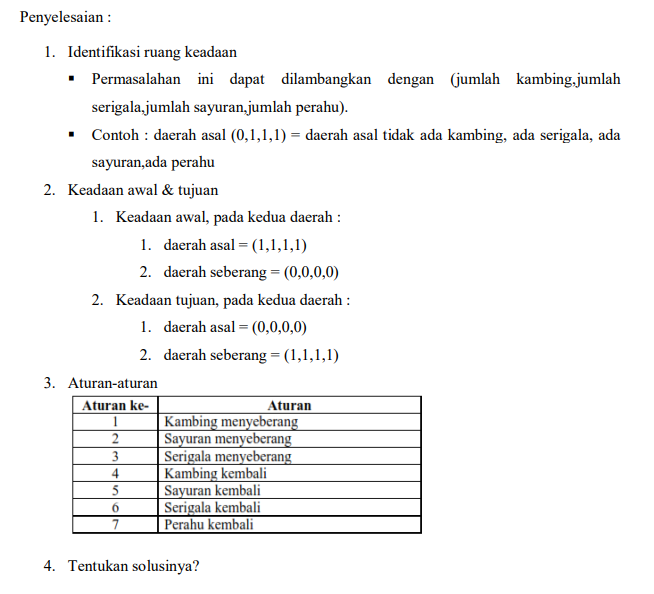 Penyelesaian :
1. Identifikasi ruang keadaan
▪ Permasalahan ini dapat dilambangkan dengan (jumlah kambing,jumlah
serigala,jumlah sayuran,jumlah perahu).
▪ Contoh : daerah asal (0,1,1,1) = daerah asal tidak ada kambing, ada serigala, ada
sayuran,ada perahu
2. Keadaan awal & tujuan
1. Keadaan awal, pada kedua daerah :
1. daerah asal = (1,1,1,1)
2. daerah seberang = (0,0,0,0)
2. Keadaan tujuan, pada kedua daerah :
1. daerah asal = (0,0,0,0)
2. daerah seberang = (1,1,1,1)
3. Aturan-aturan
Aturan ke- Aturan
1 Kambing menyeberang
2 Sayuran menyeberang
3 Serigala menyeberang
4 Kambing kembali
5 Sayuran kembali
6 Serigala kembali
7 Perahu kembali
4. Tentukan solusinya?